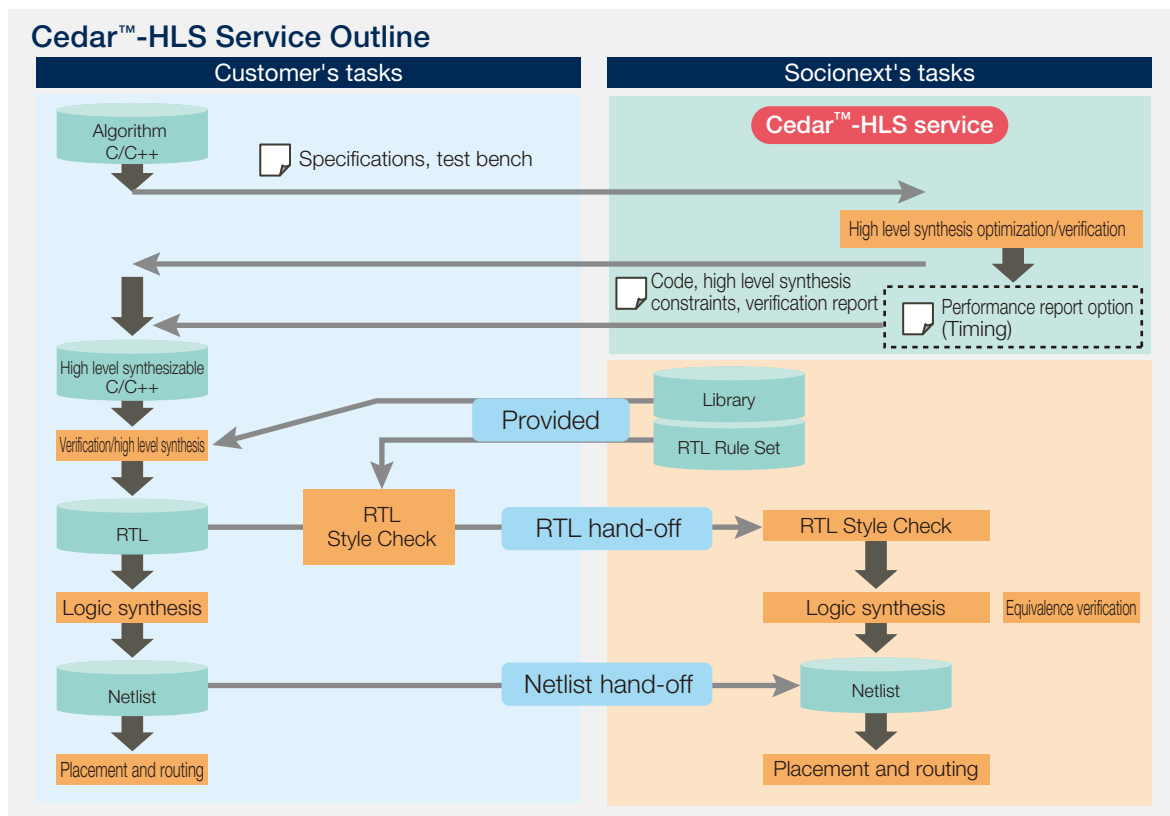 Cedar™-HLS Service Outline
Customer's tasks
Socionext's tasks
Cedar™-HLS service
Algorithm
C/C++
Specifications, test bench
High level synthesis optimization/verification
Code, high level synthesis
constraints, verification report
Performance report option
(Timing)
High level synthesizable
C/C++
Library
Provided
Verification/high level synthesis
RTL Rule Set
RTL
RTL
Style Check
RTL hand-off
RTL Style Check
Logic synthesis
Logic synthesis
Equivalence verification
Netlist
Netlist hand-off
Netlist
Placement and routing
Placement and routing